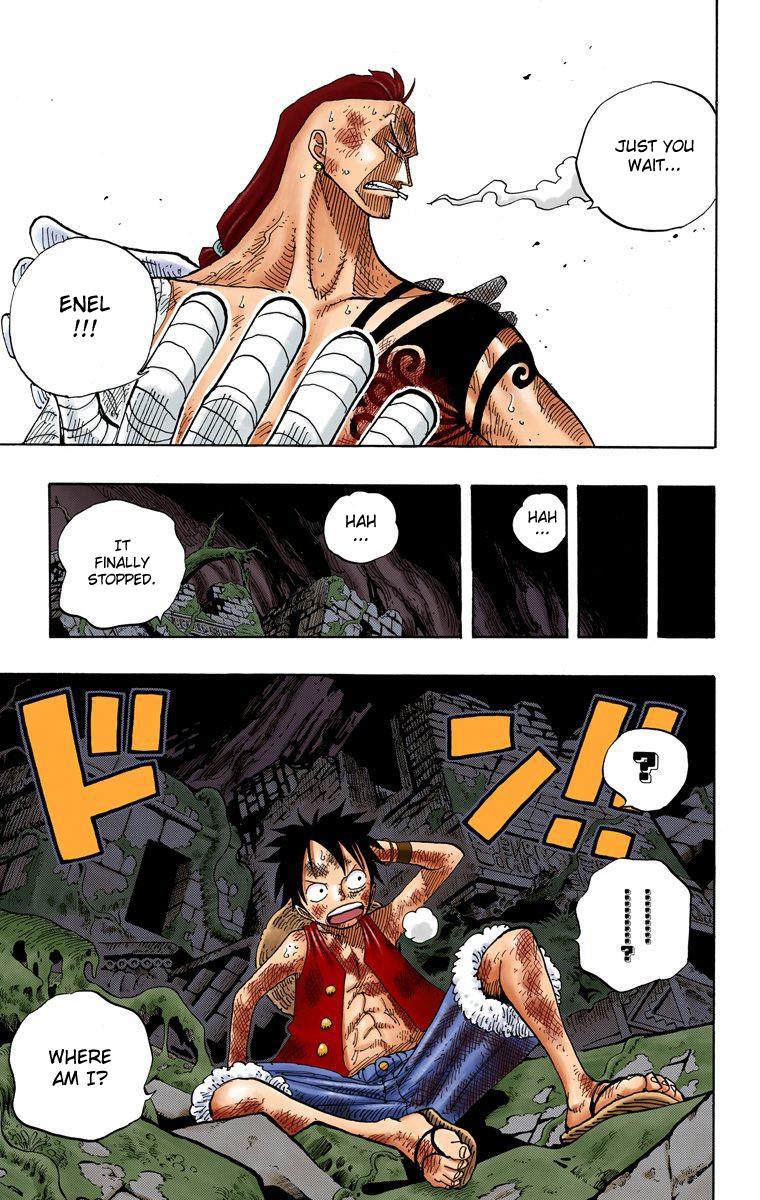 JUST YOU
WAIT...
ENEL
!!!
HAH
...
HAH
...
IT
FINALLY
STOPPED.
ドン!!
?
!!
?
WHERE
AM I?